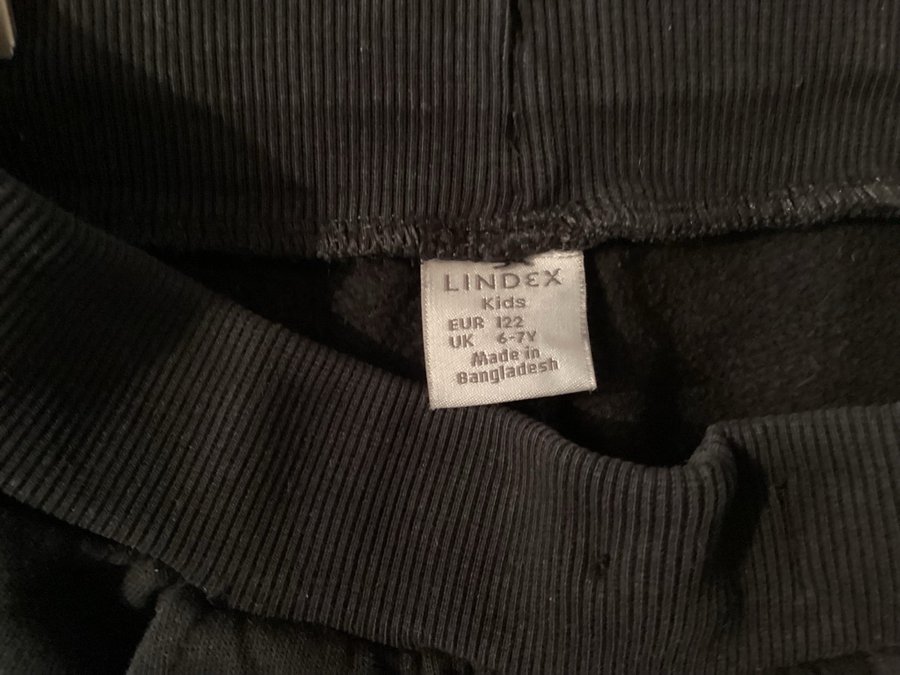 LINDEX
Kids
EUR 122
UK 6-7Y
Made in
Bangladesh